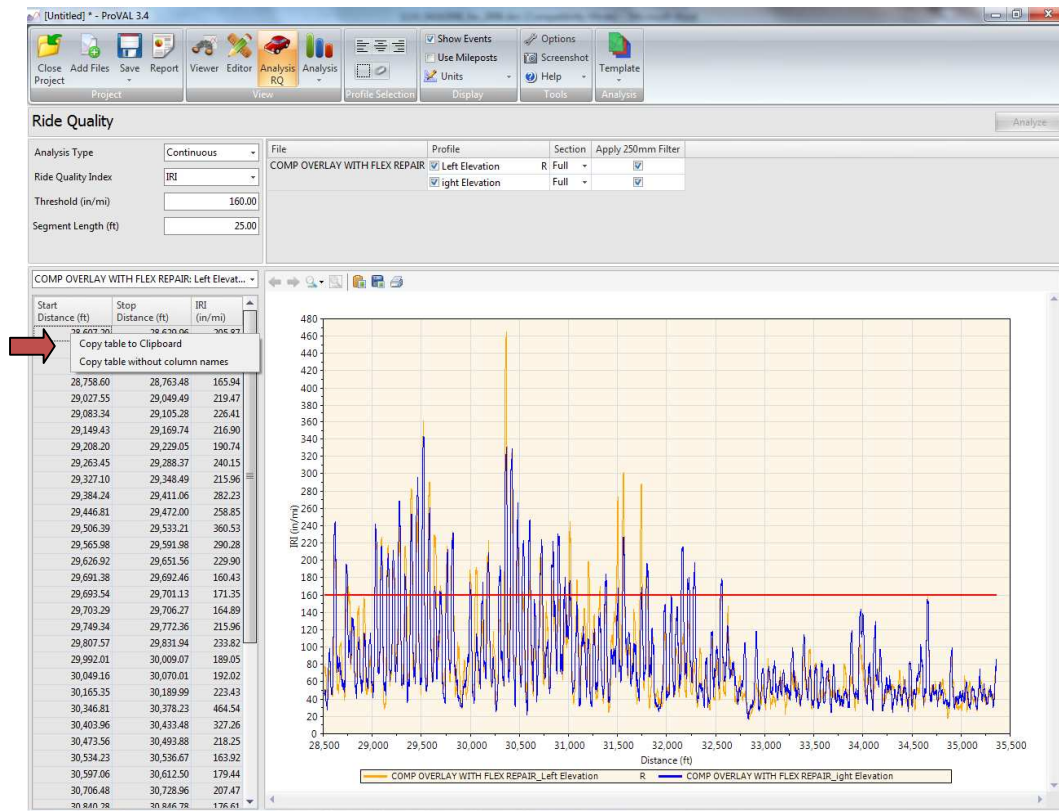 [Untitled] * - ProVAL 3.4
Close Project Add Files Save Report Viewer Editor Analysis RQ Analysis
Show Events
Use Mileposts
Units
Options
Screenshot
Help
Template
Project View Profile Selection Display Tools Analysis
Ride Quality
Analyze
Analysis Type Continuous
Ride Quality Index IRI
Threshold (in/mi) 160.00
Segment Length (ft) 25.00
File Profile Section Apply 250mm Filter
COMP OVERLAY WITH FLEX REPAIR Left Elevation R Full
ight Elevation Full
COMP OVERLAY WITH FLEX REPAIR: Left Elevat...
Start Distance (ft) Stop Distance (ft) IRI (in/mi)
28,607.20 28,629.06 205.87
Copy table to Clipboard
Copy table without column names
28,758.60 28,763.48 165.94
29,027.55 29,049.49 219.47
29,083.34 29,105.28 226.41
29,149.43 29,169.74 216.90
29,208.20 29,229.05 190.74
29,263.45 29,288.37 240.15
29,327.10 29,348.49 215.96
29,384.24 29,411.06 282.23
29,446.81 29,472.00 258.85
29,506.39 29,533.21 360.53
29,565.98 29,591.98 290.28
29,626.92 29,651.56 229.90
29,691.38 29,692.46 160.43
29,693.54 29,701.13 171.35
29,703.29 29,706.27 164.89
29,749.34 29,772.36 215.96
29,807.57 29,831.94 233.82
29,992.01 30,009.07 189.05
30,049.16 30,070.01 192.02
30,165.35 30,189.99 223.43
30,346.81 30,378.23 464.54
30,403.96 30,433.48 327.26
30,473.56 30,493.88 218.25
30,534.23 30,536.67 163.92
30,597.06 30,612.50 179.44
30,706.48 30,728.96 207.47
30,840.28 30,846.78 176.61
IRI (in/mi)
480
460
440
420
400
380
360
340
320
300
280
260
240
220
200
180
160
140
120
100
80
60
40
20
0
28,500 29,000 29,500 30,000 30,500 31,000 31,500 32,000 32,500 33,000 33,500 34,000 34,500 35,000 35,500
Distance (ft)
COMP OVERLAY WITH FLEX REPAIR_Left Elevation R COMP OVERLAY WITH FLEX REPAIR_ight Elevation